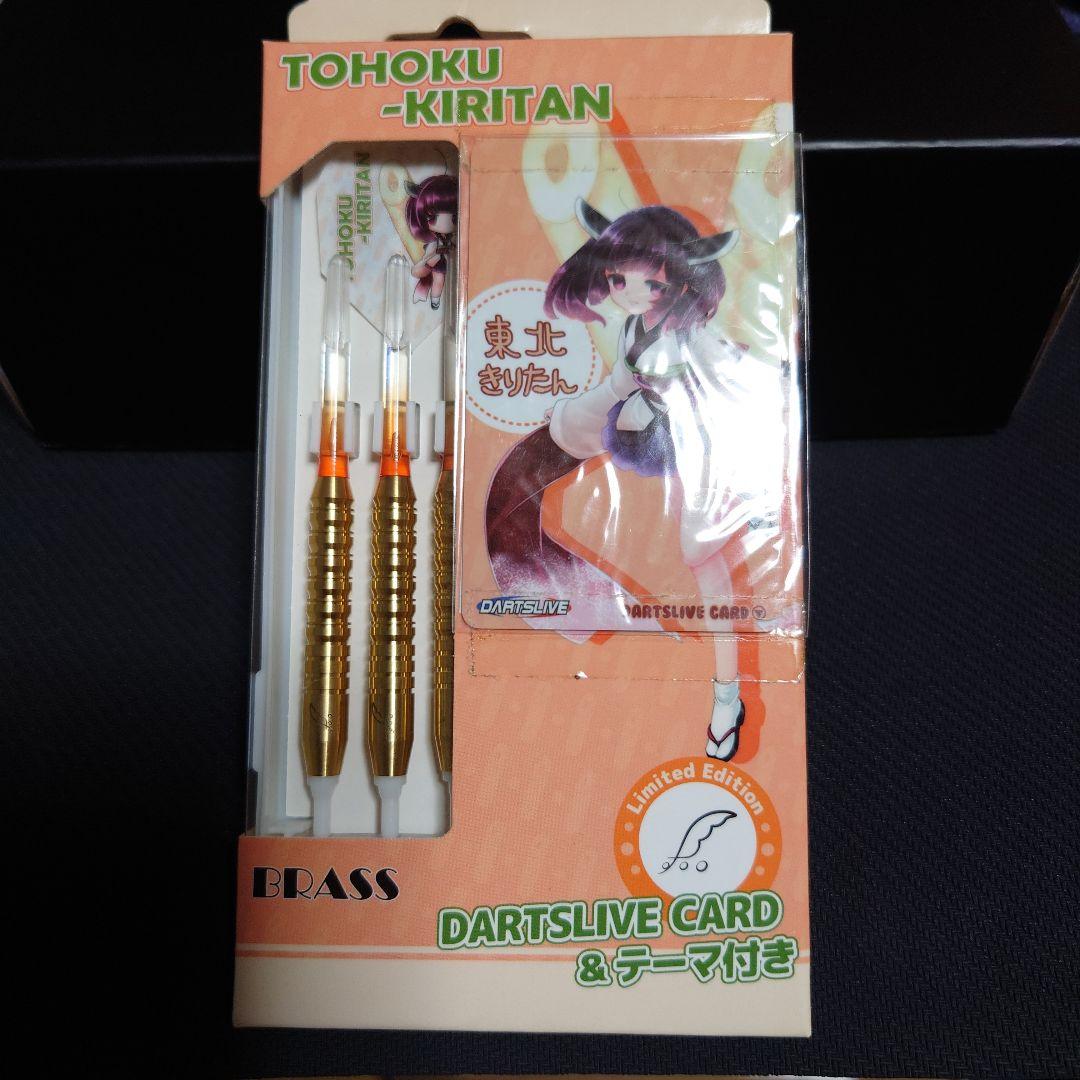 TOHOKU
-KIRITAN
TOHOKU
-KIRITAN
東北
きりたん
DARTSLIVE
DARTSLIVE CARD
Limited Edition
BRASS
DARTSLIVE CARD
& テーマ付き